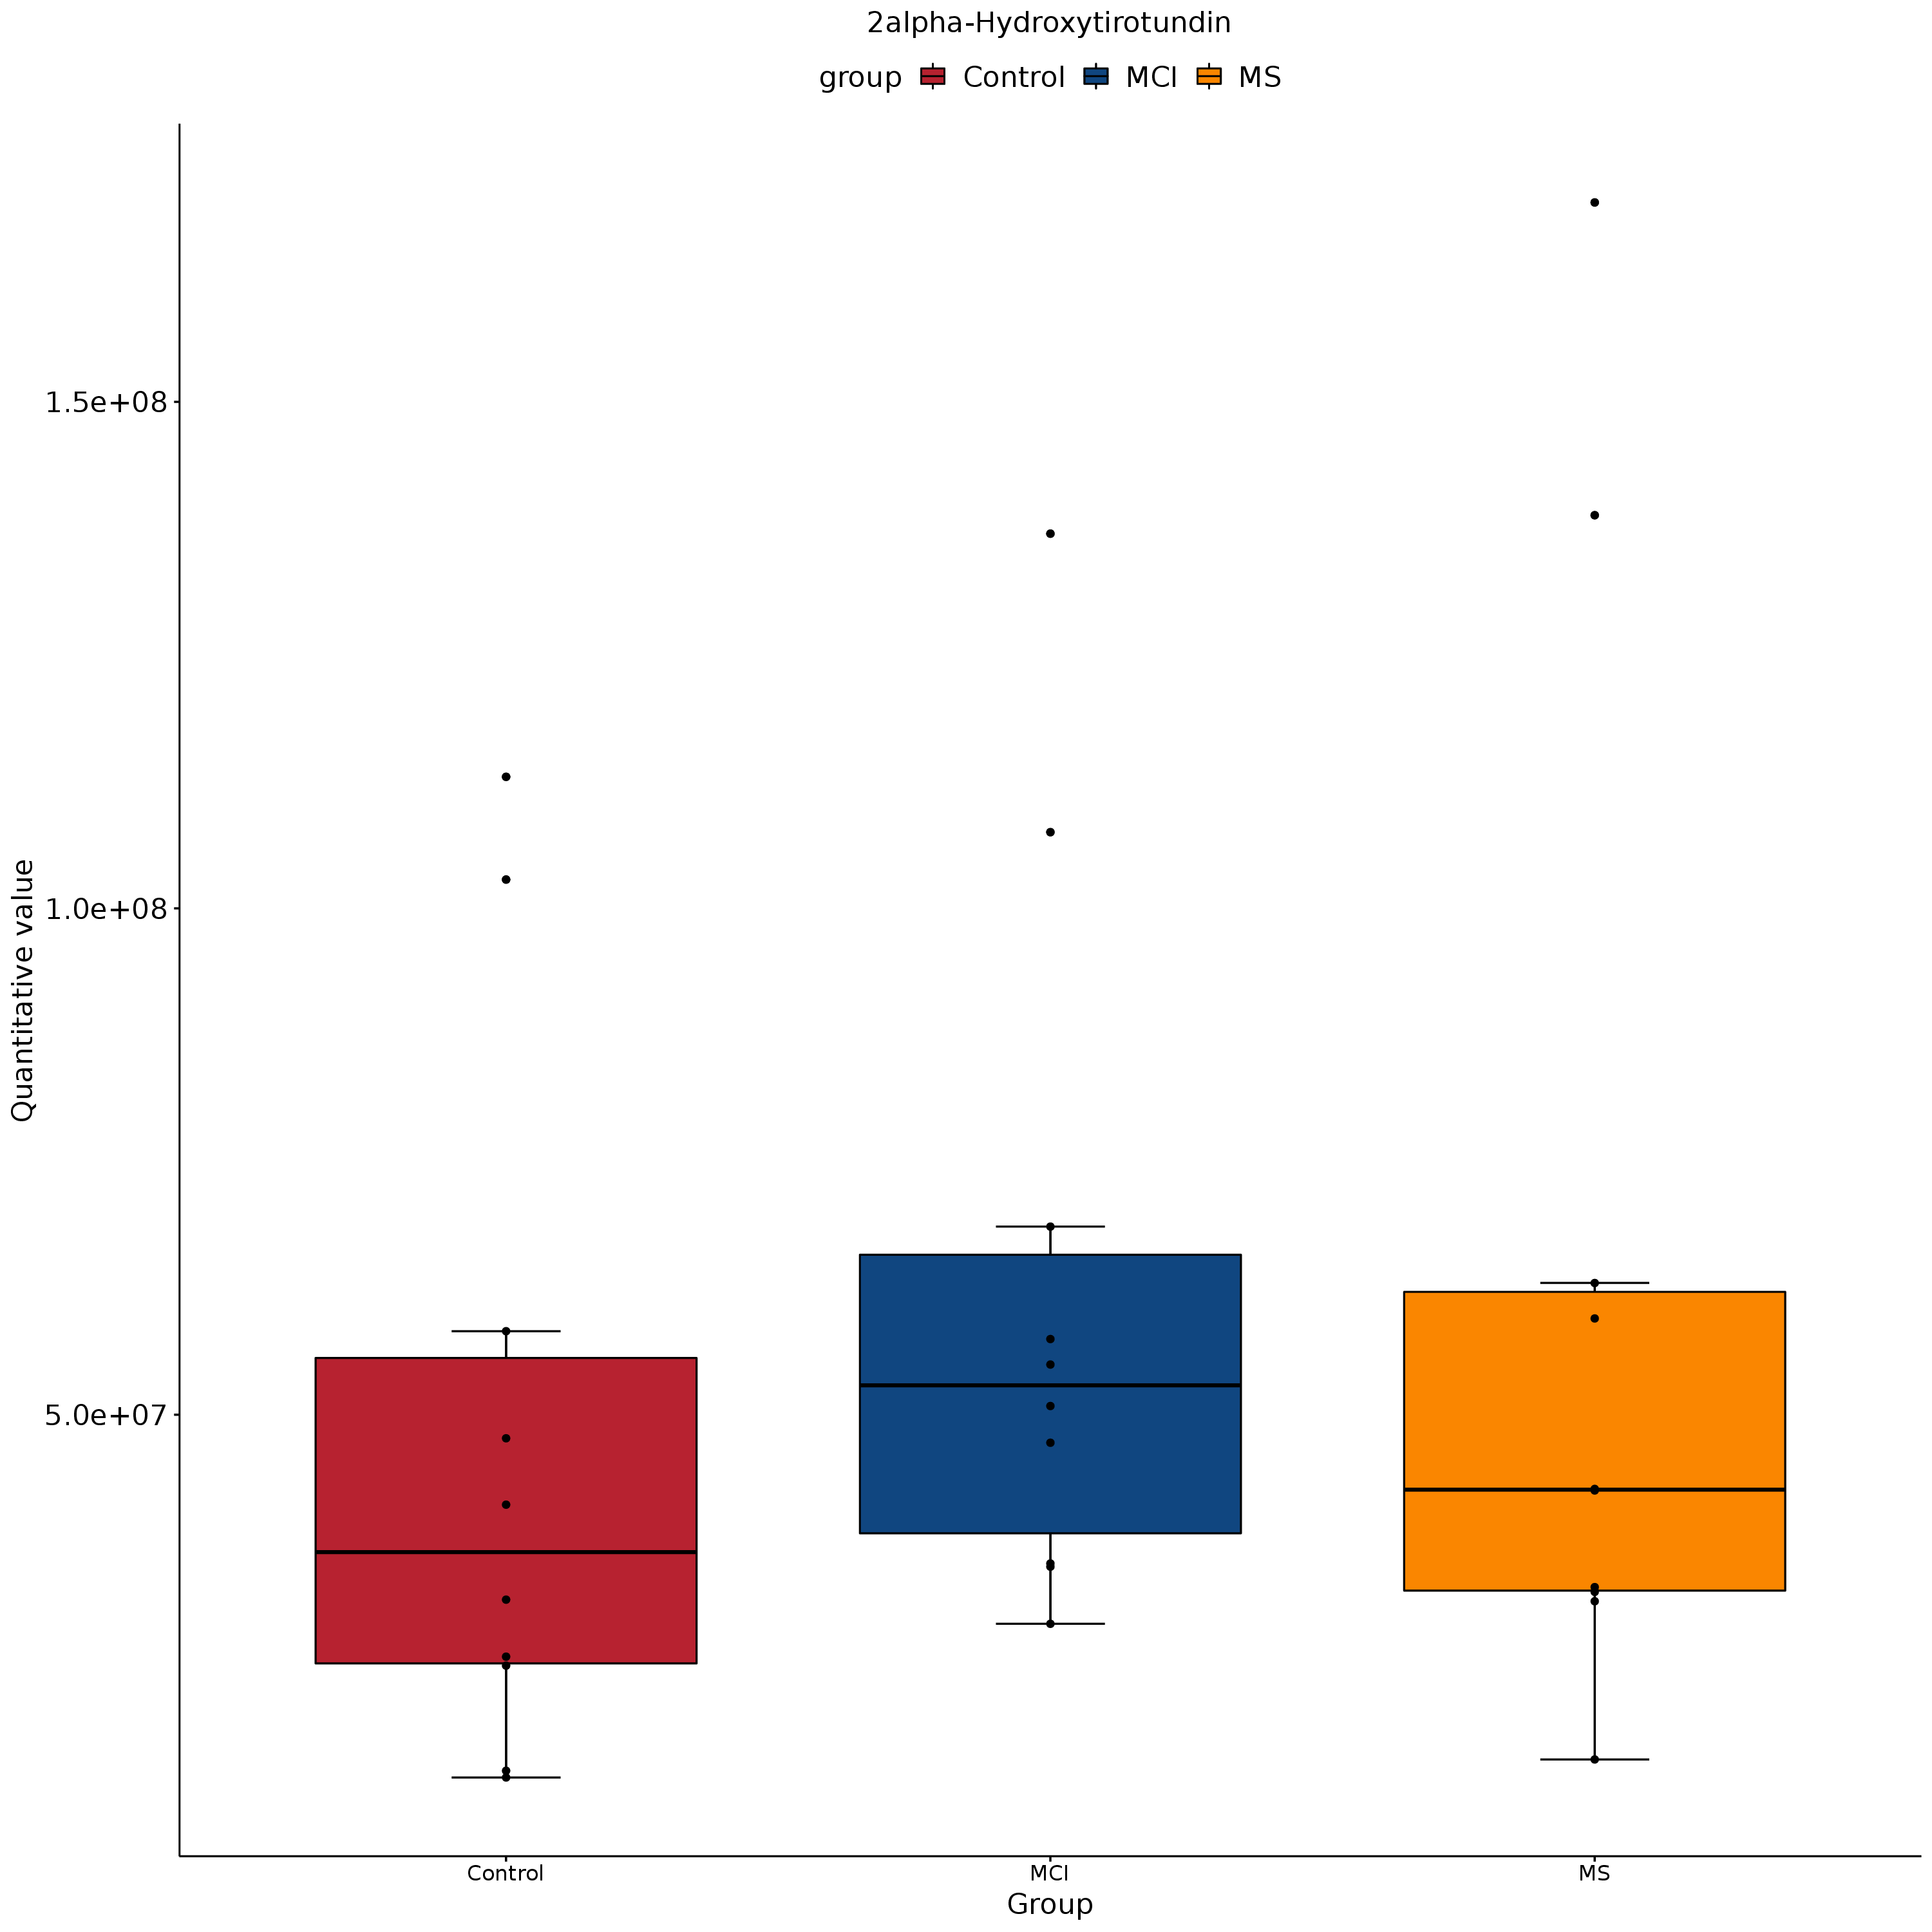 2alpha-Hydroxytirotundin
group Control MCI MS
Quantitative value
1.5e+08
1.0e+08
5.0e+07
Control MCI MS
Group